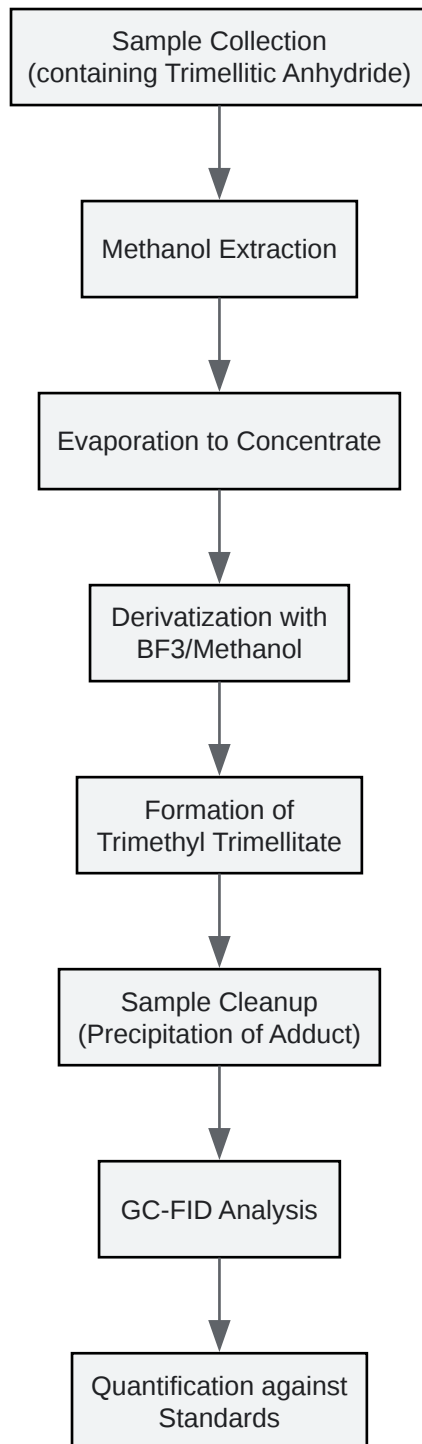 Sample Collection
(containing Trimellitic Anhydride)
Methanol Extraction
Evaporation to Concentrate
Derivatization with
BF3/Methanol
Formation of
Trimethyl Trimellitate
Sample Cleanup
(Precipitation of Adduct)
GC-FID Analysis
Quantification against
Standards